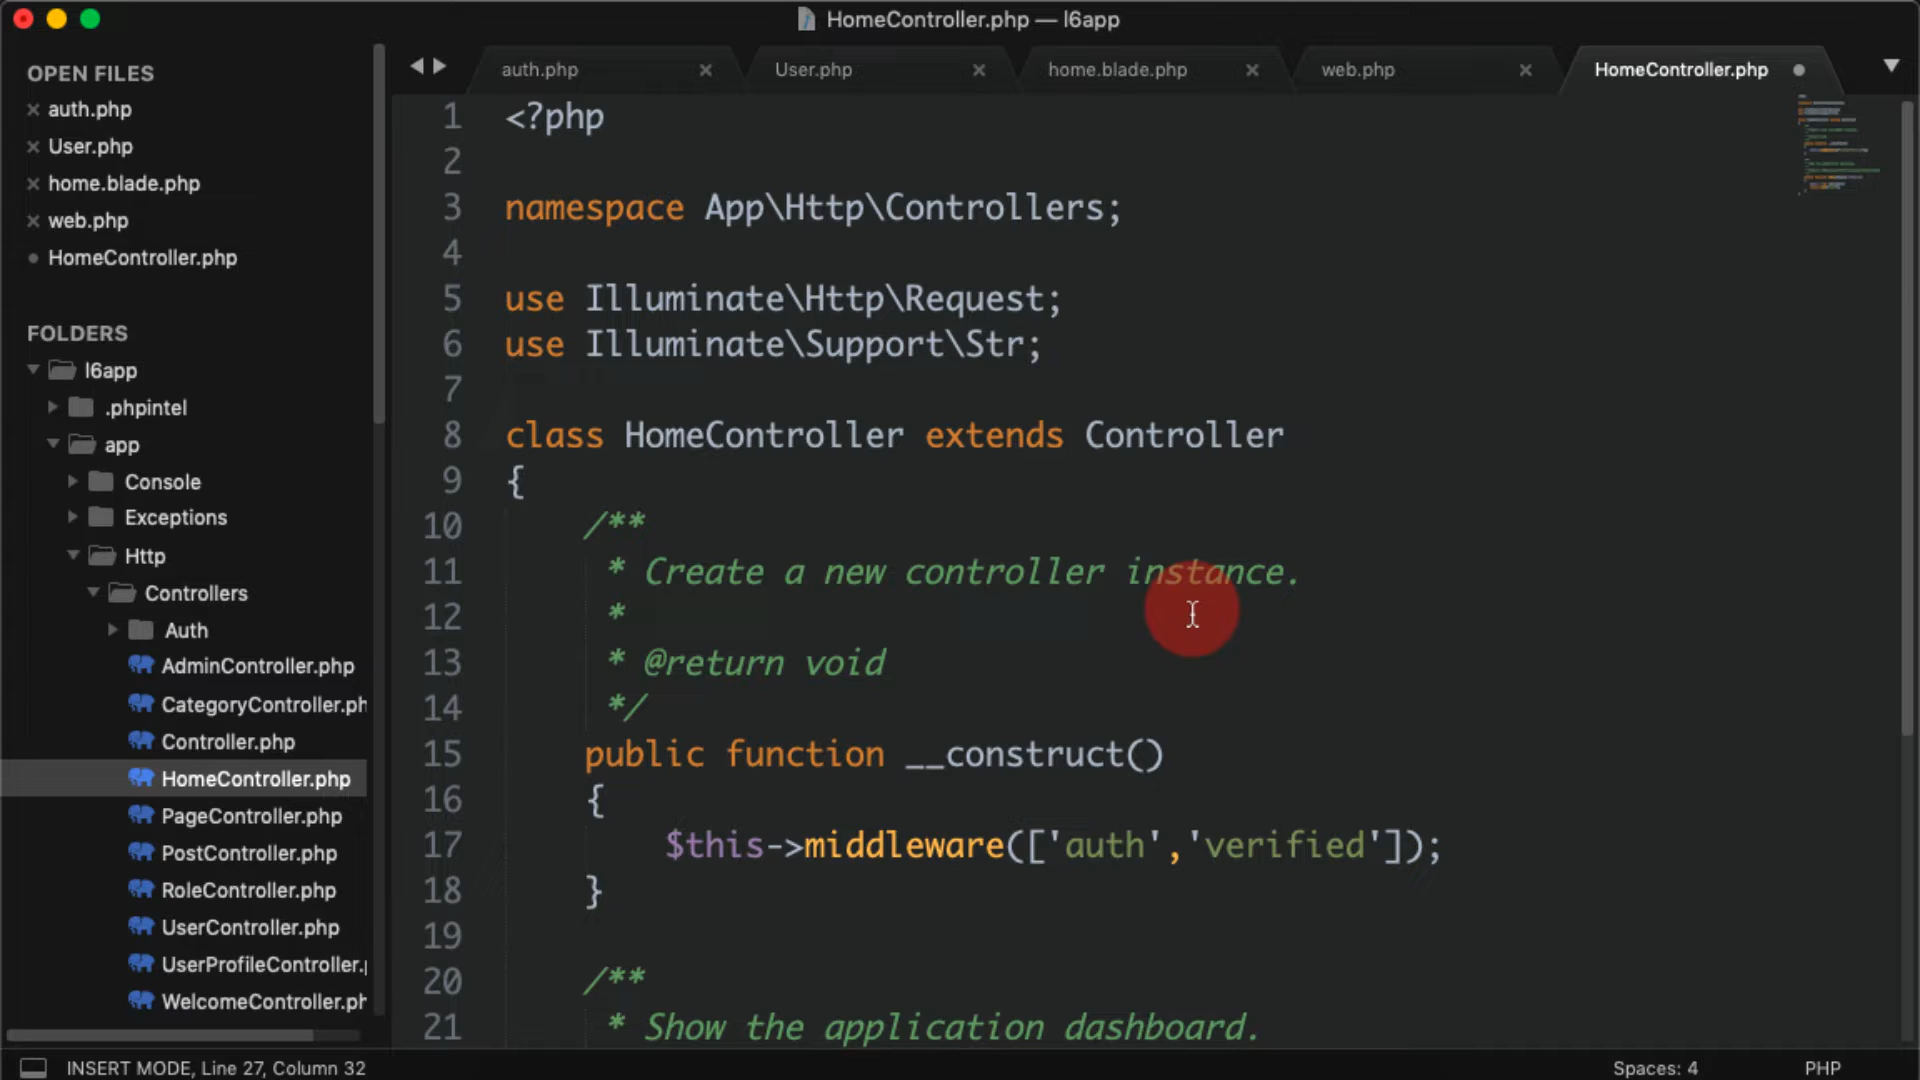 HomeController.php — l6app
OPEN FILES
auth.php
User.php
home.blade.php
web.php
HomeController.php
FOLDERS
l6app
.phpintel
app
Console
Exceptions
Http
Controllers
Auth
AdminController.php
CategoryController.ph
Controller.php
HomeController.php
PageController.php
PostController.php
RoleController.php
UserController.php
UserProfileController.
WelcomeController.ph
auth.php User.php home.blade.php web.php HomeController.php
1 <?php
2
3 namespace App\Http\Controllers;
4
5 use Illuminate\Http\Request;
6 use Illuminate\Support\Str;
7
8 class HomeController extends Controller
9 {
10 /**
11 * Create a new controller instance.
12 *
13 * @return void
14 */
15 public function __construct()
16 {
17 $this->middleware(['auth','verified']);
18 }
19
20 /**
21 * Show the application dashboard.
INSERT MODE, Line 27, Column 32
Spaces: 4 PHP